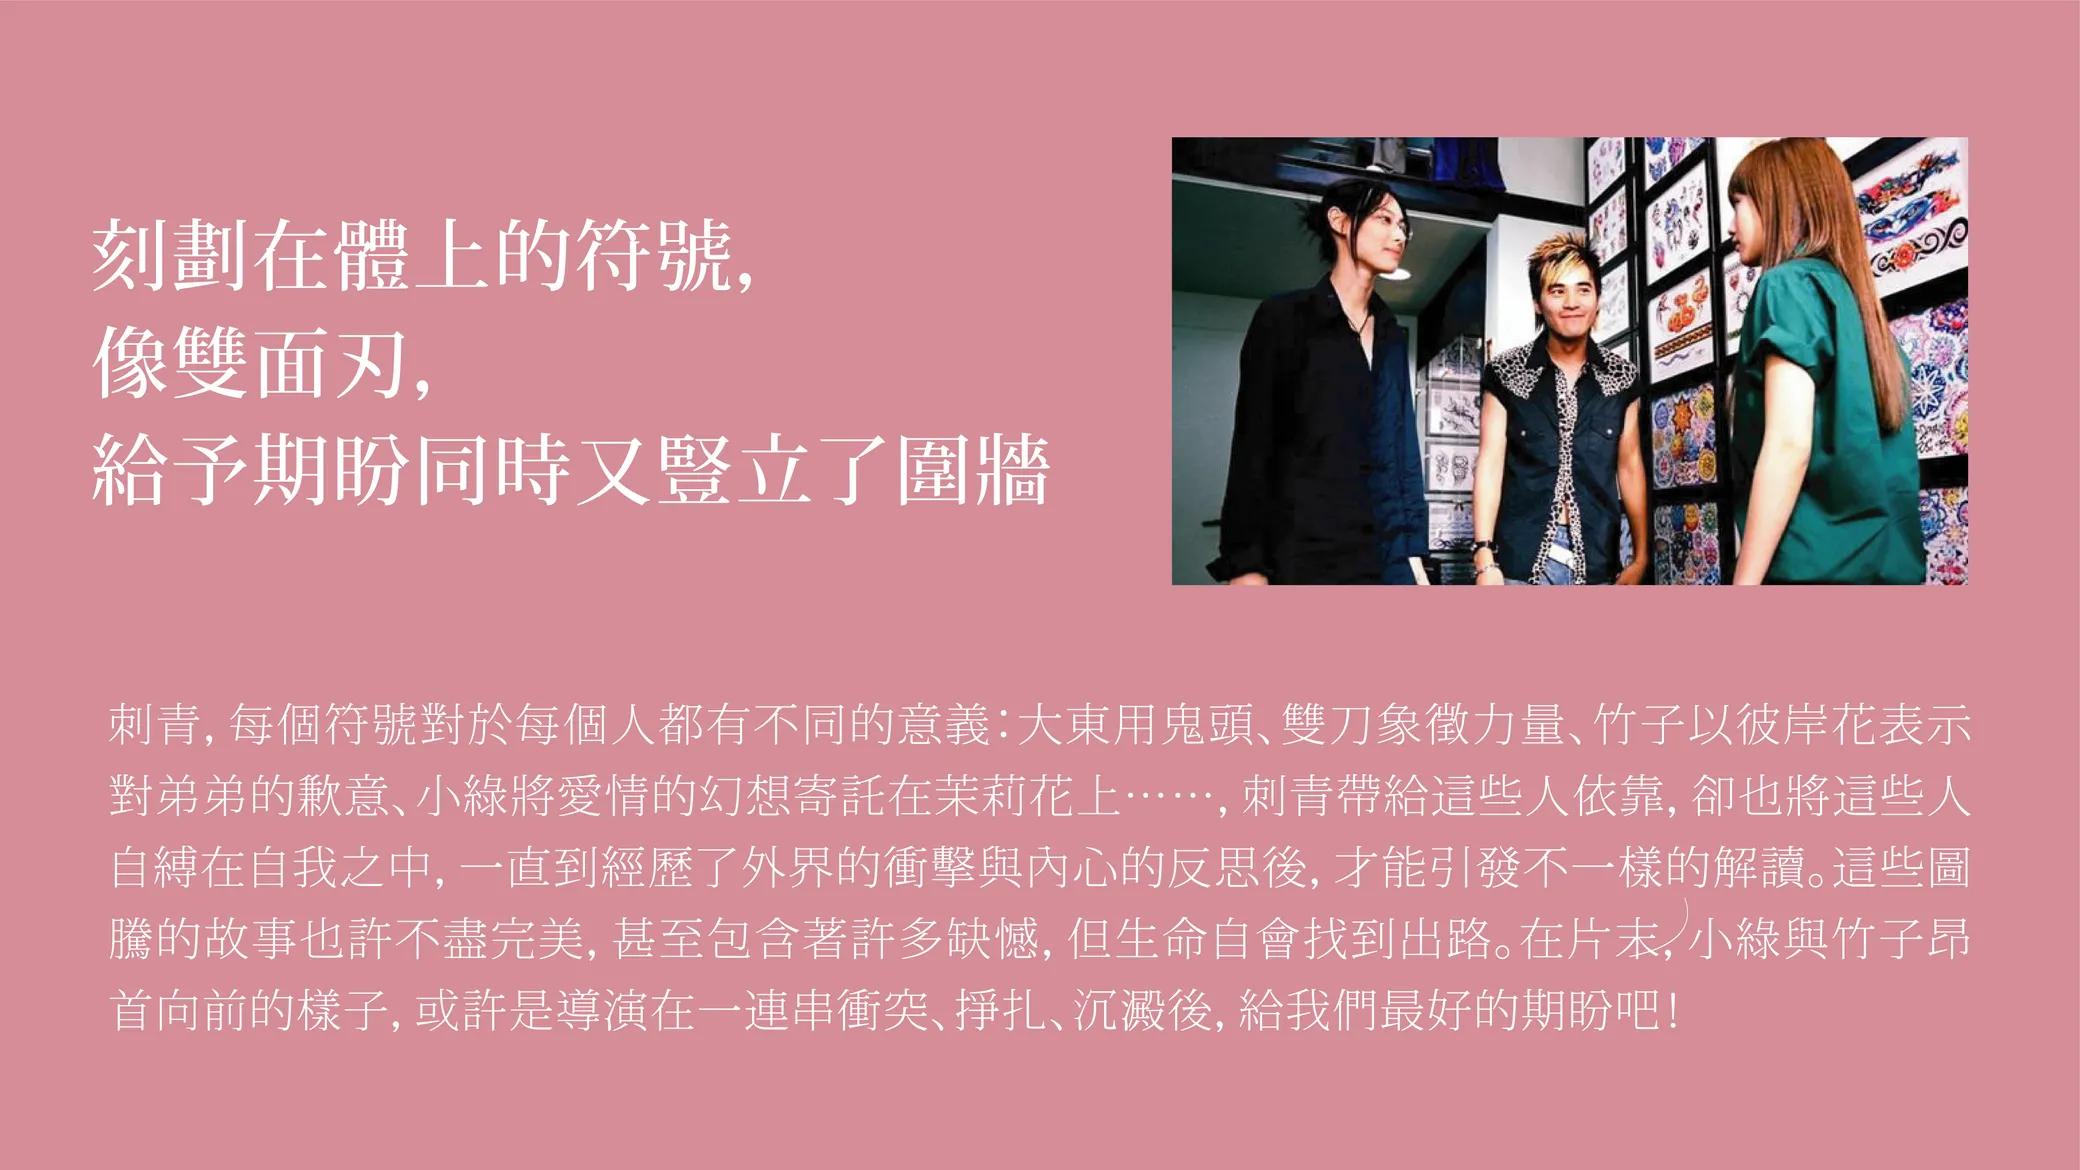 刻劃在體上的符號，
像雙面刃，
給予期盼同時又豎立了圍牆
刺青，每個符號對於每個人都有不同的意義：大東用鬼頭、雙刀象徵力量、竹子以彼岸花表示
對弟弟的歉意、小綠將愛情的幻想寄託在茉莉花上⋯⋯，刺青帶給這些人依靠，卻也將這些人
自縛在自我之中，一直到經歷了外界的衝擊與內心的反思後，才能引發不一樣的解讀。這些圖
騰的故事也許不盡完美，甚至包含著許多缺憾，但生命自會找到出路。在片末，小綠與竹子昂
首向前的樣子，或許是導演在一連串衝突、掙扎、沉澱後，給我們最好的期盼吧！